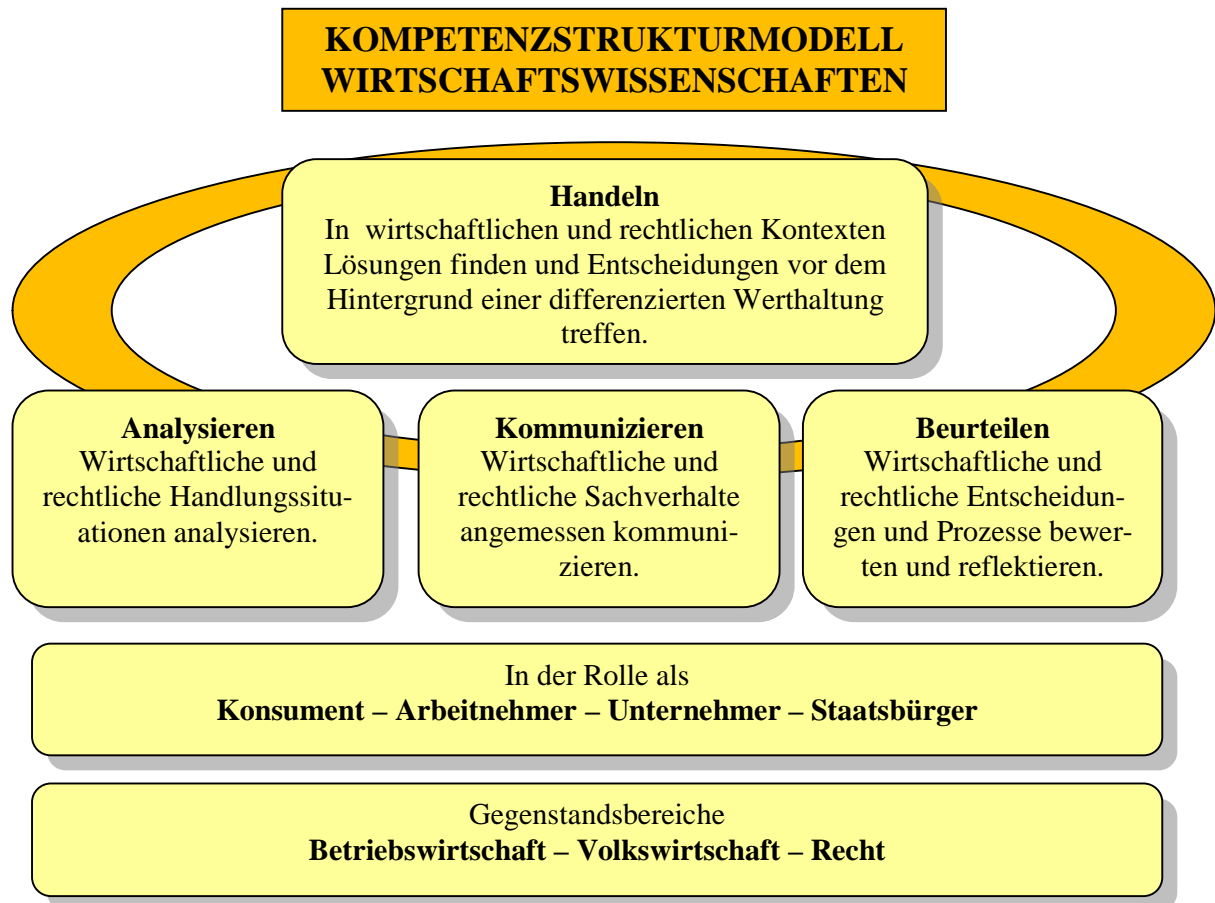 KOMPETENZSTRUKTURMODELL
WIRTSCHAFTSWISSENSCHAFTEN
Handeln
In wirtschaftlichen und rechtlichen Kontexten
Lösungen finden und Entscheidungen vor dem
Hintergrund einer differenzierten Werthaltung
treffen.
Analysieren
Wirtschaftliche und
rechtliche Handlungssitu-
ationen analysieren.
Kommunizieren
Wirtschaftliche und
rechtliche Sachverhalte
angemessen kommuni-
zieren.
Beurteilen
Wirtschaftliche und
rechtliche Entscheidun-
gen und Prozesse bewer-
ten und reflektieren.
In der Rolle als
Konsument – Arbeitnehmer – Unternehmer – Staatsbürger
Gegenstandsbereiche
Betriebswirtschaft – Volkswirtschaft – Recht